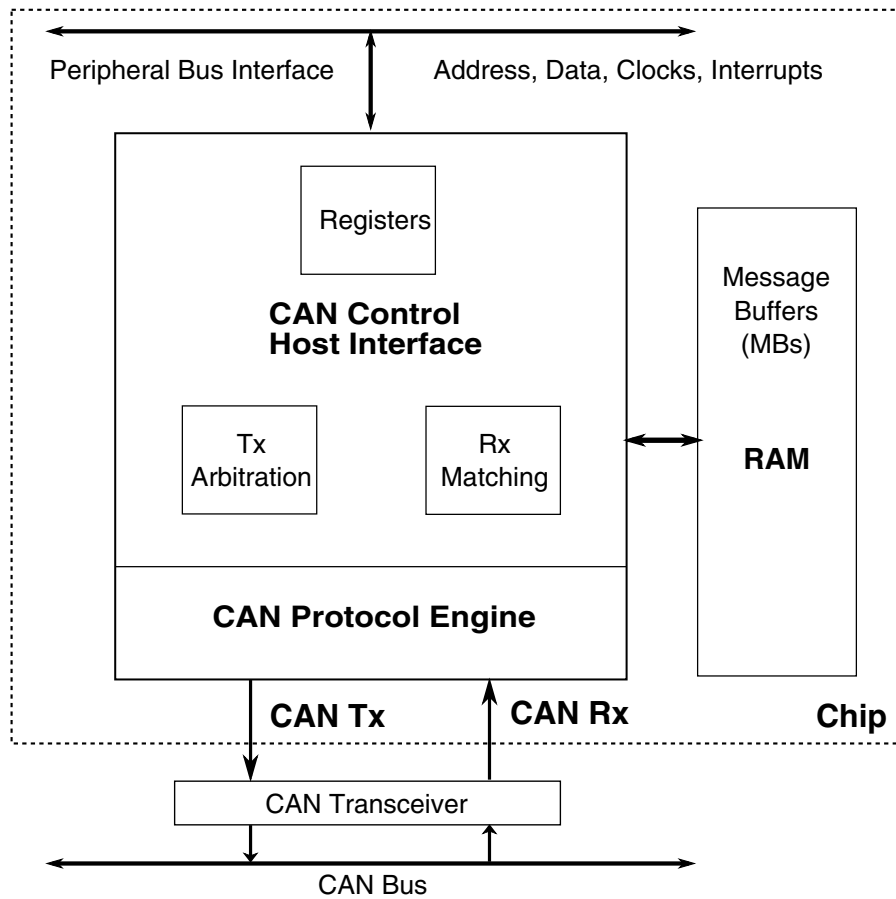 Peripheral Bus Interface
Address, Data, Clocks, Interrupts
Registers
CAN Control
Host Interface
Tx
Arbitration
Rx
Matching
Message
Buffers
(MBs)
RAM
CAN Protocol Engine
CAN Tx
CAN Rx
Chip
CAN Transceiver
CAN Bus